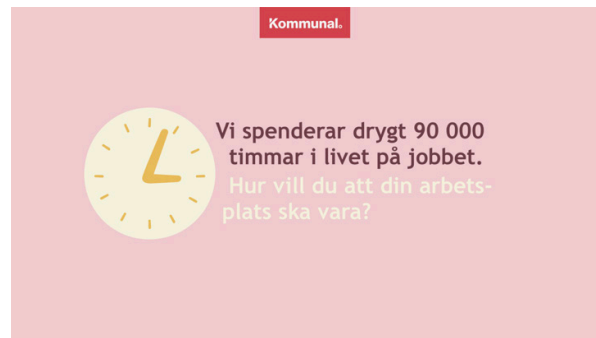 Kommunal.
Vi spenderar drygt 90 000
timmar i livet på jobbet.
Hur vill du att din arbets-
plats ska vara?